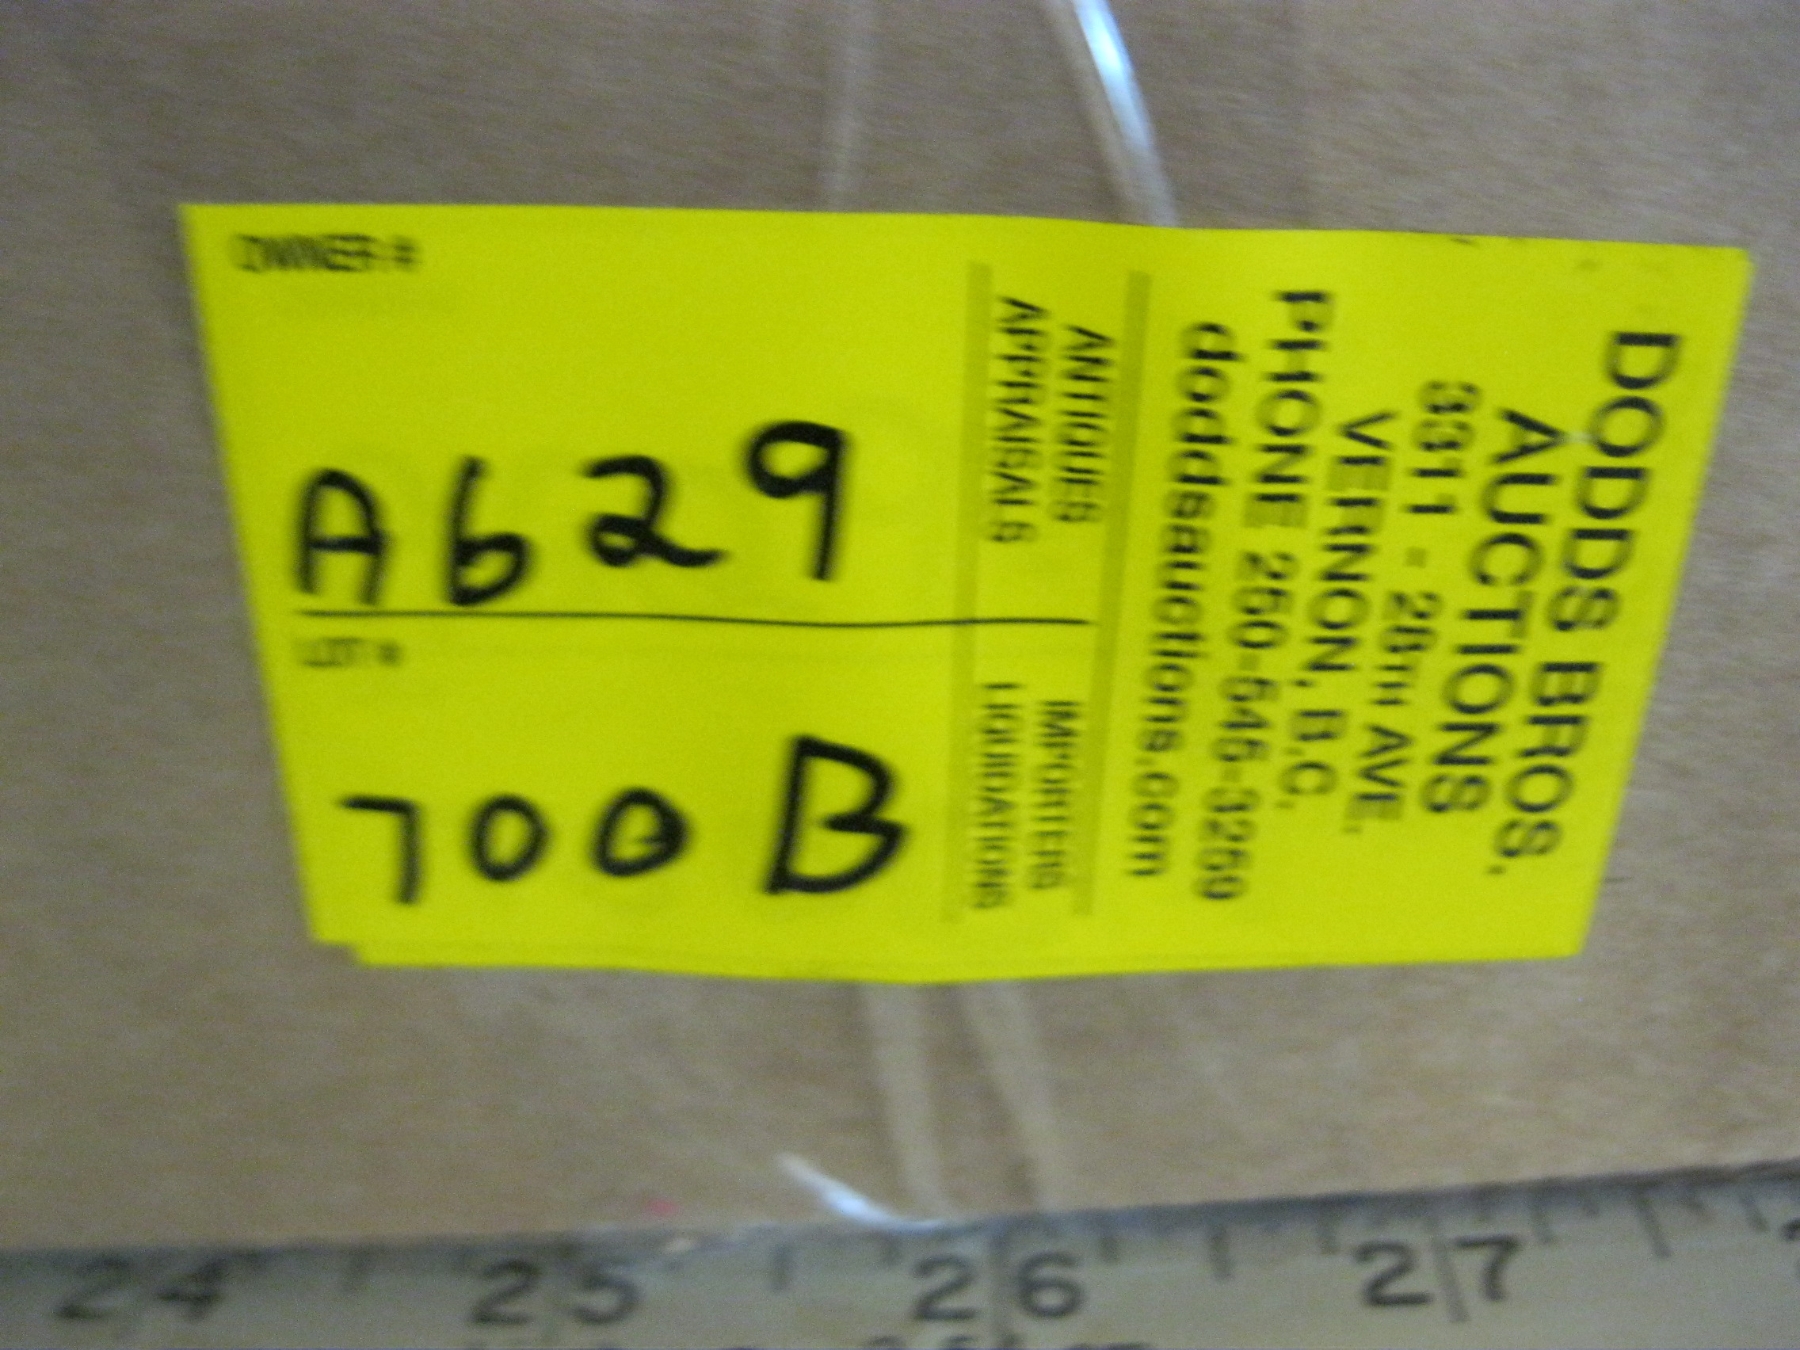 OWNER #
A629
LOT #
700B
DODDS BROS.
AUCTIONS
3311 - 28TH AVE.
VERNON, B.C.
PHONE 250-545-3259
doddsauctions.com
ANTIQUES
APPRAISALS
IMPORTERS
LIQUIDATIONS
24 25 26 27